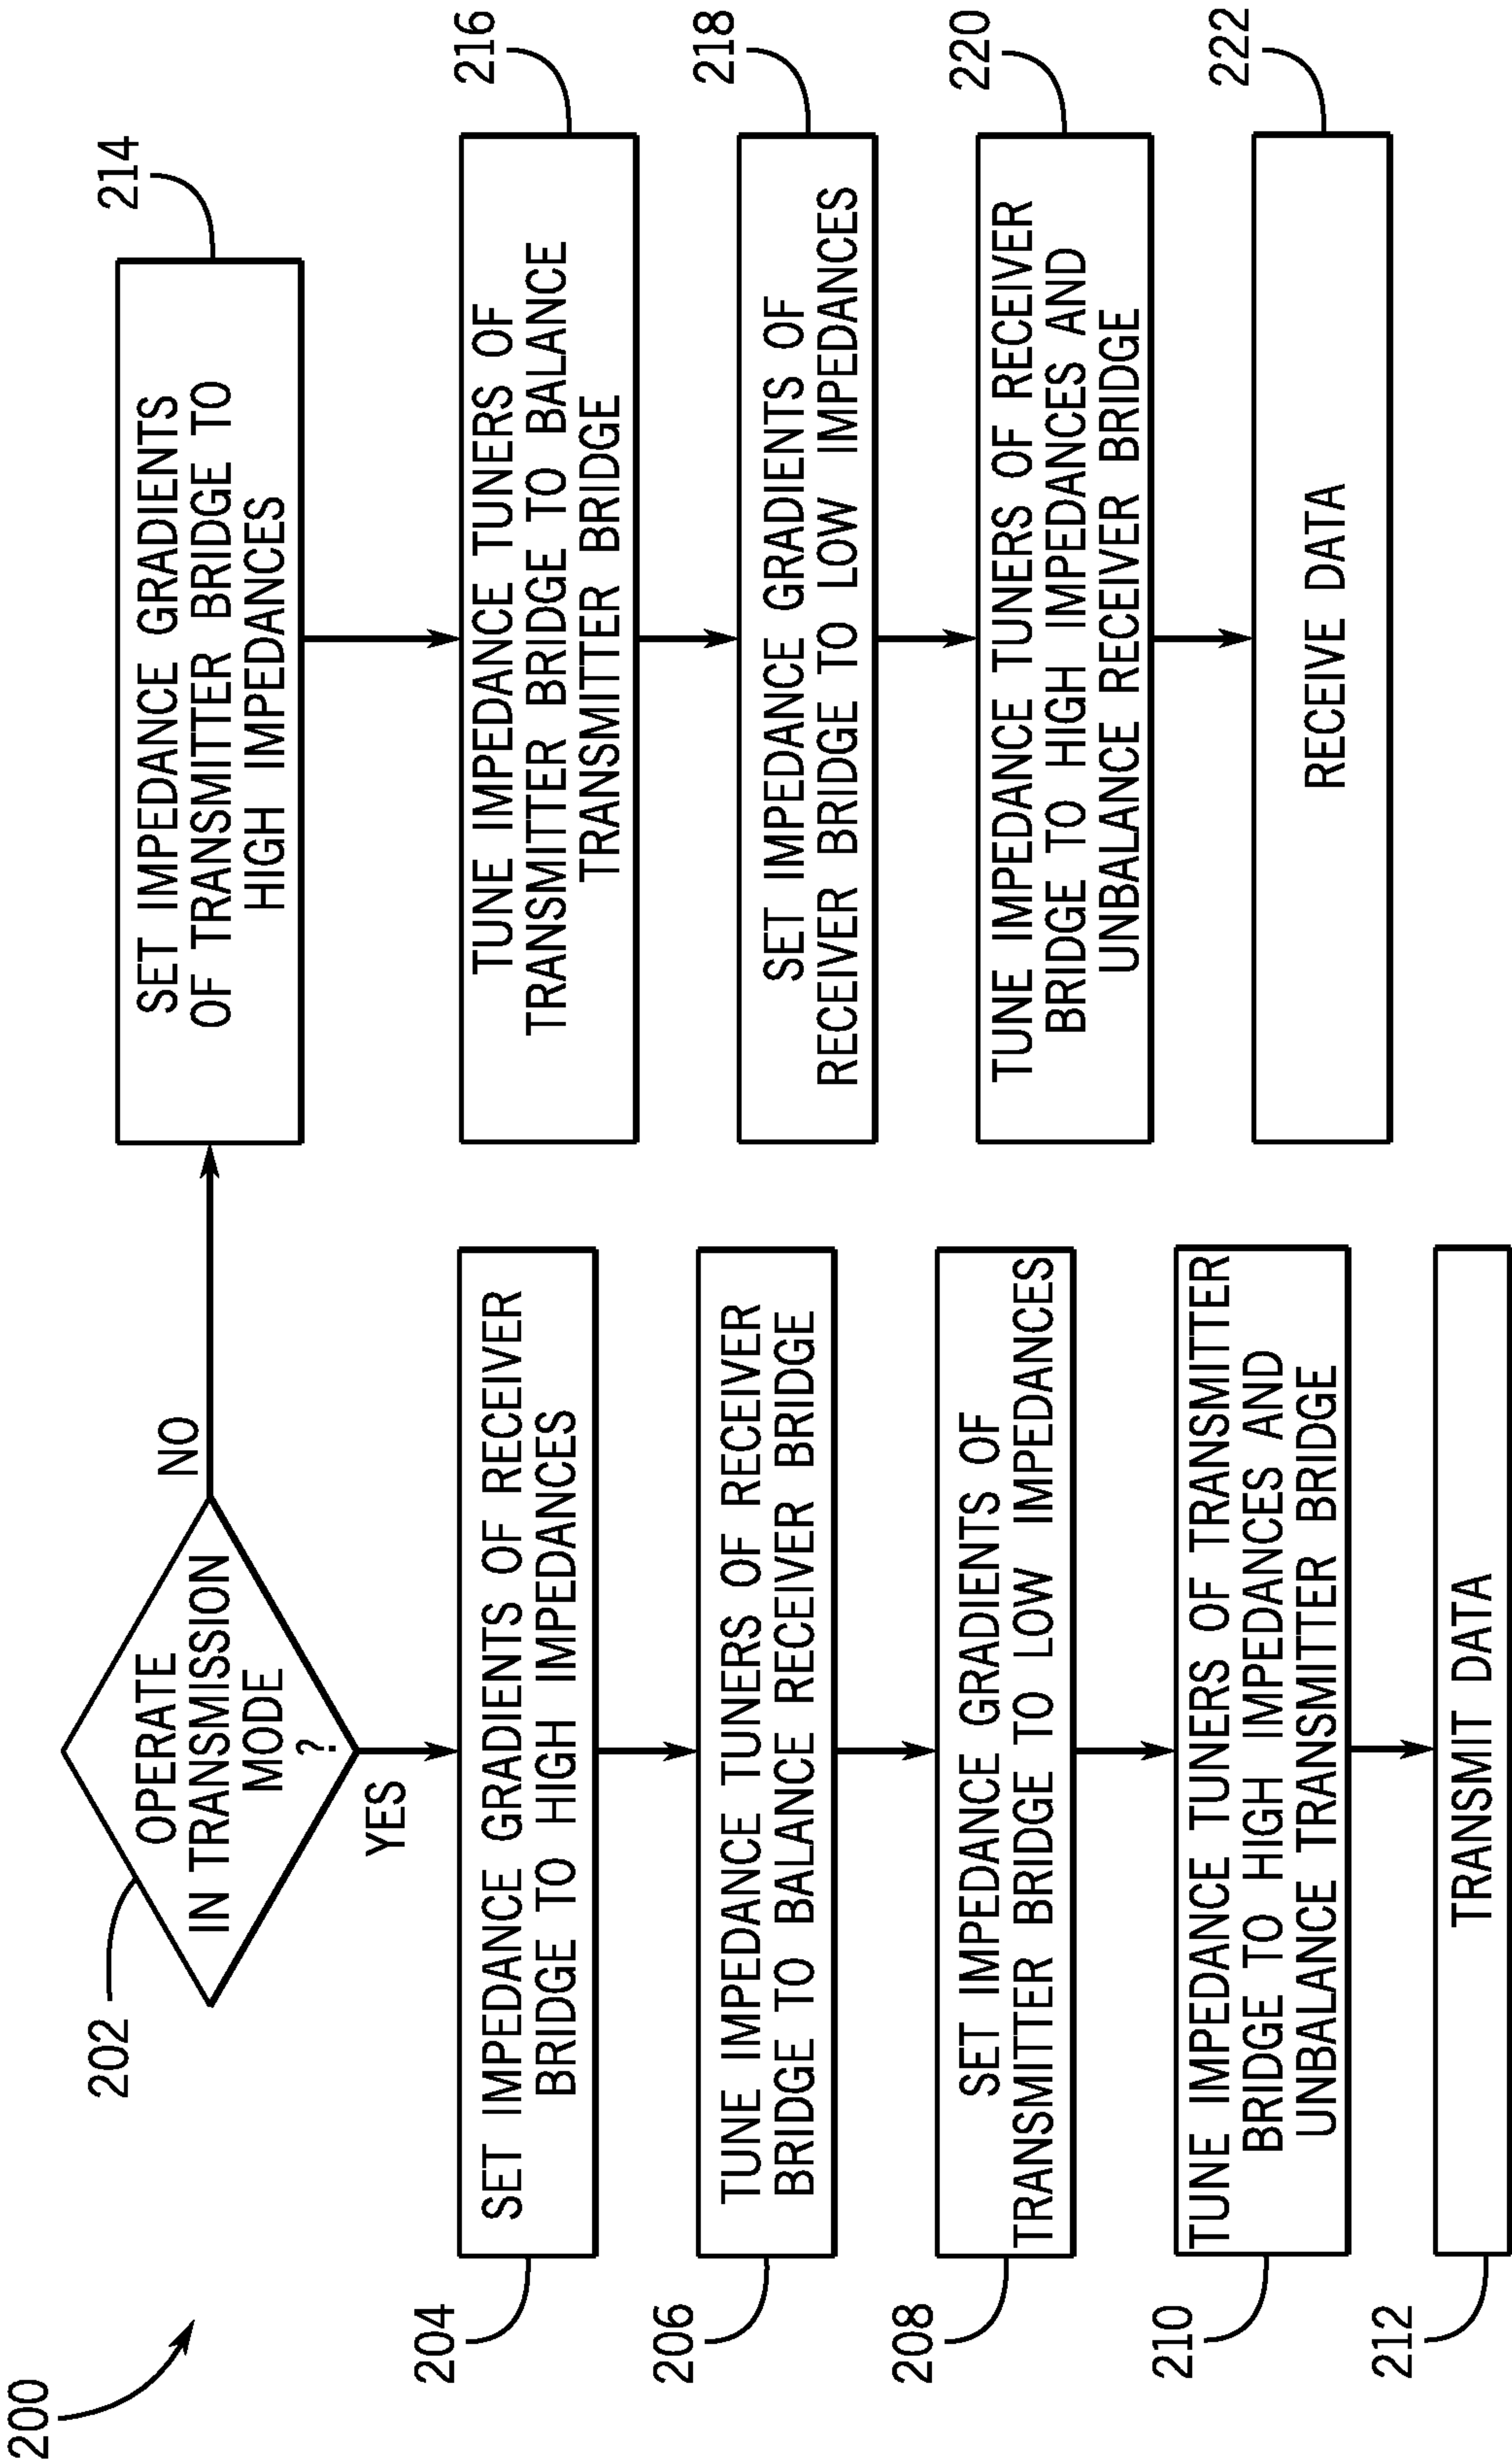 200
202
OPERATE
IN TRANSMISSION
MODE
?
NO
YES
204
SET IMPEDANCE GRADIENTS OF RECEIVER
BRIDGE TO HIGH IMPEDANCES
206
TUNE IMPEDANCE TUNERS OF RECEIVER
BRIDGE TO BALANCE RECEIVER BRIDGE
208
SET IMPEDANCE GRADIENTS OF
TRANSMITTER BRIDGE TO LOW IMPEDANCES
210
TUNE IMPEDANCE TUNERS OF TRANSMITTER
BRIDGE TO HIGH IMPEDANCES AND
UNBALANCE TRANSMITTER BRIDGE
212
TRANSMIT DATA
214
SET IMPEDANCE GRADIENTS
OF TRANSMITTER BRIDGE TO
HIGH IMPEDANCES
216
TUNE IMPEDANCE TUNERS OF
TRANSMITTER BRIDGE TO BALANCE
TRANSMITTER BRIDGE
218
SET IMPEDANCE GRADIENTS OF
RECEIVER BRIDGE TO LOW IMPEDANCES
220
TUNE IMPEDANCE TUNERS OF RECEIVER
BRIDGE TO HIGH IMPEDANCES AND
UNBALANCE RECEIVER BRIDGE
222
RECEIVE DATA